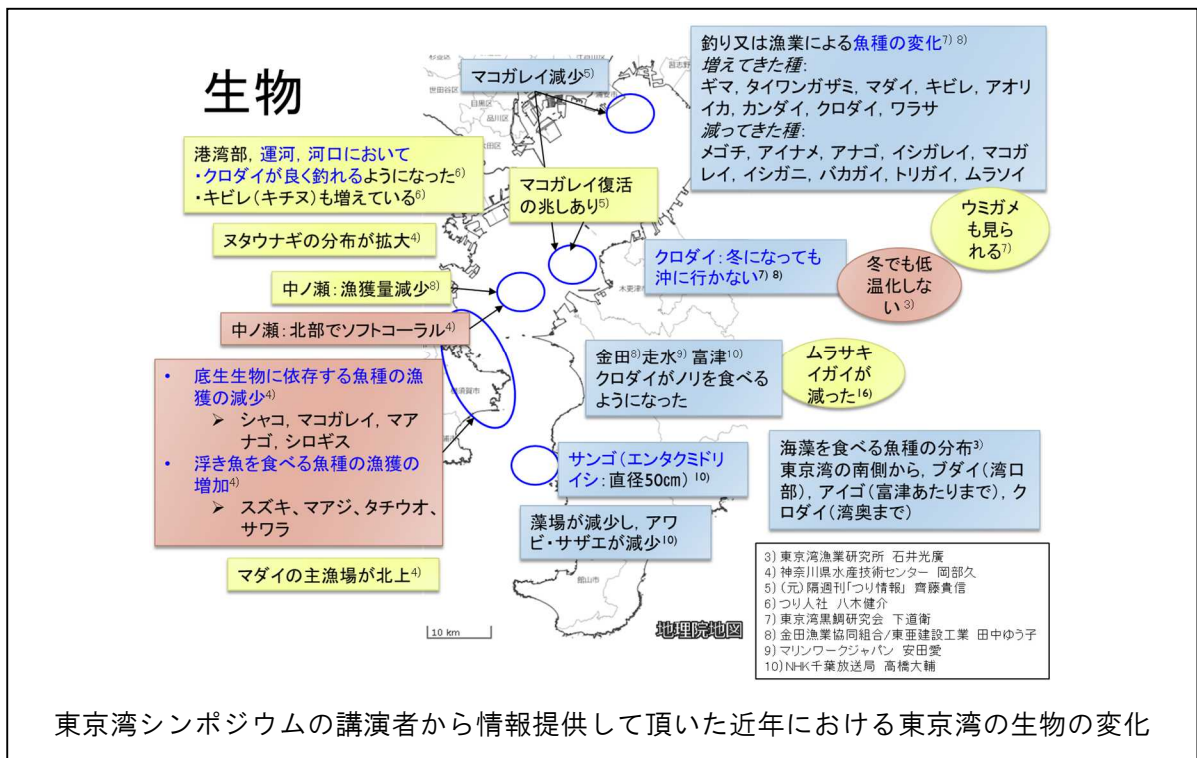 生物
マコガレイ減少5)
釣り又は漁業による魚種の変化7) 8)
増えてきた種:
ギマ, タイワンガザミ, マダイ, キビレ, アオリ
イカ, カンダイ, クロダイ, ワラサ
減ってきた種:
メゴチ, アイナメ, アナゴ, イシガレイ, マコガ
レイ, イシガニ, バカガイ, トリガイ, ムラソイ
港湾部, 運河, 河口において
・クロダイが良く釣れるようになった6)
・キビレ(キチヌ)も増えている6)
マコガレイ復活
の兆しあり5)
ウミガメ
も見ら
れる7)
ヌタウナギの分布が拡大4)
クロダイ:冬になっても
沖に行かない7) 8)
冬でも低
温化しな
い 3)
中ノ瀬:漁獲量減少8)
中ノ瀬:北部でソフトコーラル4)
金田8)走水9) 富津10)
クロダイがノリを食べる
ようになった
ムラサキ
イガイが
減った16)
• 底生生物に依存する魚種の漁
獲の減少4)
➢ シャコ, マコガレイ, マア
ナゴ, シロギス
• 浮き魚を食べる魚種の漁獲の
増加4)
➢ スズキ、マアジ、タチウオ、
サワラ
サンゴ(エンタクミドリ
イシ:直径50cm) 10)
海藻を食べる魚種の分布3)
東京湾の南側から, ブダイ(湾口
部), アイゴ(富津あたりまで), ク
ロダイ(湾奥まで)
藻場が減少し, アワ
ビ・サザエが減少10)
マダイの主漁場が北上4)
世田谷区
目黒区
品川区
木更津市
館山市
10 km
地理院地図
3) 東京湾漁業研究所 石井光廣
4) 神奈川県水産技術センター 岡部久
5) (元)隔週刊「つり情報」 齊藤貴信
6) つり人社 八木健介
7) 東京湾黒鯛研究会 下道衛
8) 金田漁業協同組合/東亜建設工業 田中ゆう子
9) マリンワークジャパン 安田愛
10) NHK千葉放送局 高橋大輔
東京湾シンポジウムの講演者から情報提供して頂いた近年における東京湾の生物の変化